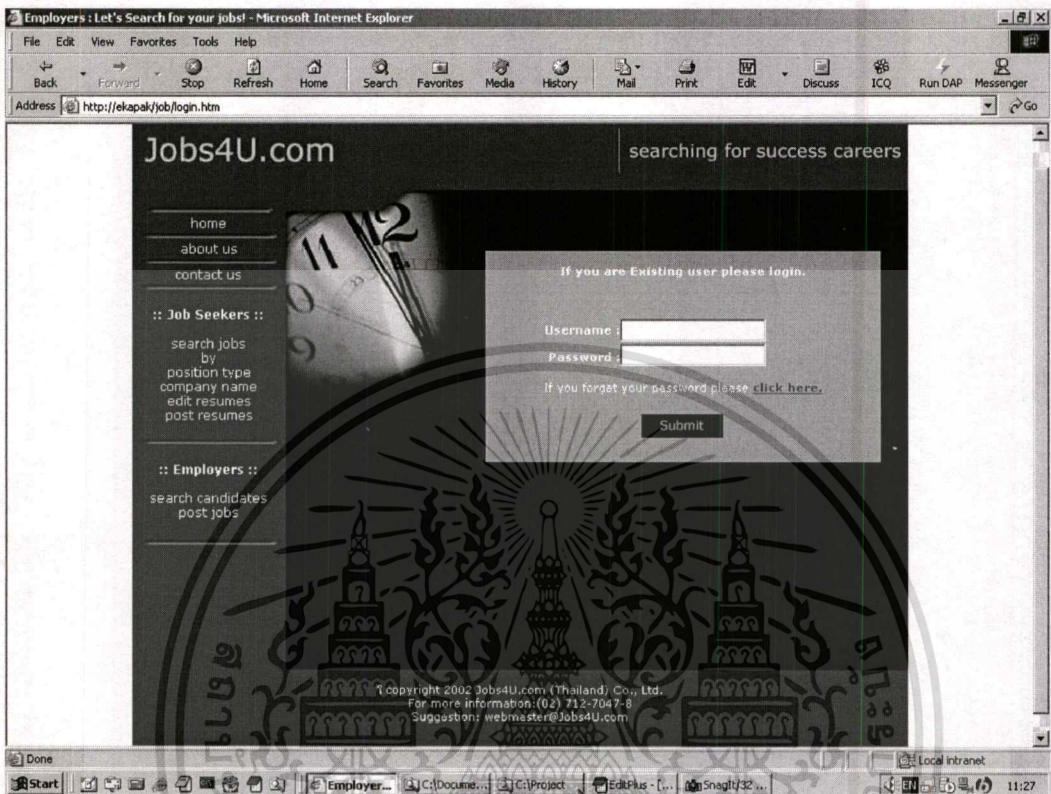 Employers : Let's Search for your jobs! - Microsoft Internet Explorer
File Edit View Favorites Tools Help
Back Forward Stop Refresh Home Search Favorites Media History Mail Print Edit Discuss ICQ Run DAP Messenger
Address http://ekapak/job/login.htm Go
Jobs4U.com
searching for success careers
home
about us
contact us
:: Job Seekers ::
search jobs
by
position type
company name
edit resumes
post resumes
:: Employers ::
search candidates
post jobs
11 12
9
If you are Existing user please login.
Username :
Password :
If you forget your password please click here.
Submit
copyright 2002 Jobs4U.com (Thailand) Co., Ltd.
For more information:(02) 712-7047-8
Suggestion: webmaster@Jobs4U.com
Done
Local intranet
Start Employer... C:\Docume... C:\Project EditPlus - [... SnagIt/32 ... EN 11:27